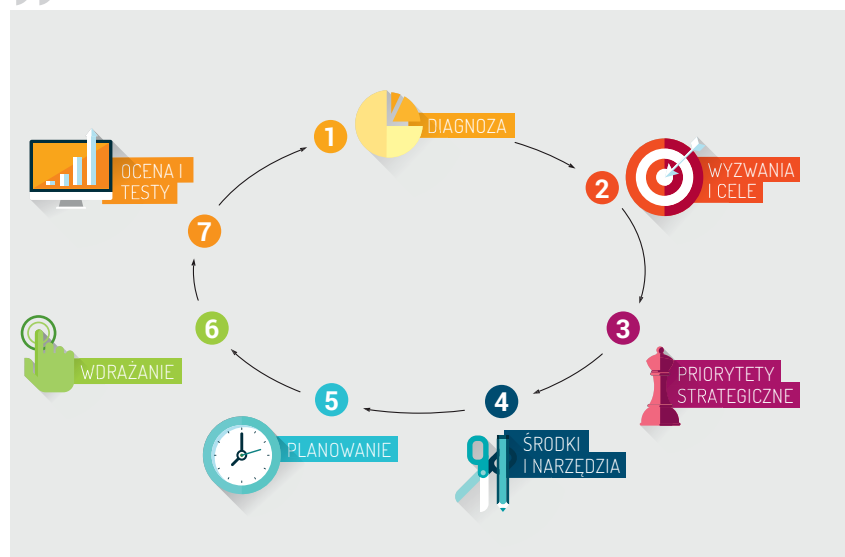 1
DIAGNOZA
2
WYZWANIA
I CELE
3
PRIORYTETY
STRATEGICZNE
4
ŚRODKI
I NARZĘDZIA
5
PLANOWANIE
6
WDRAŻANIE
7
OCENA I
TESTY